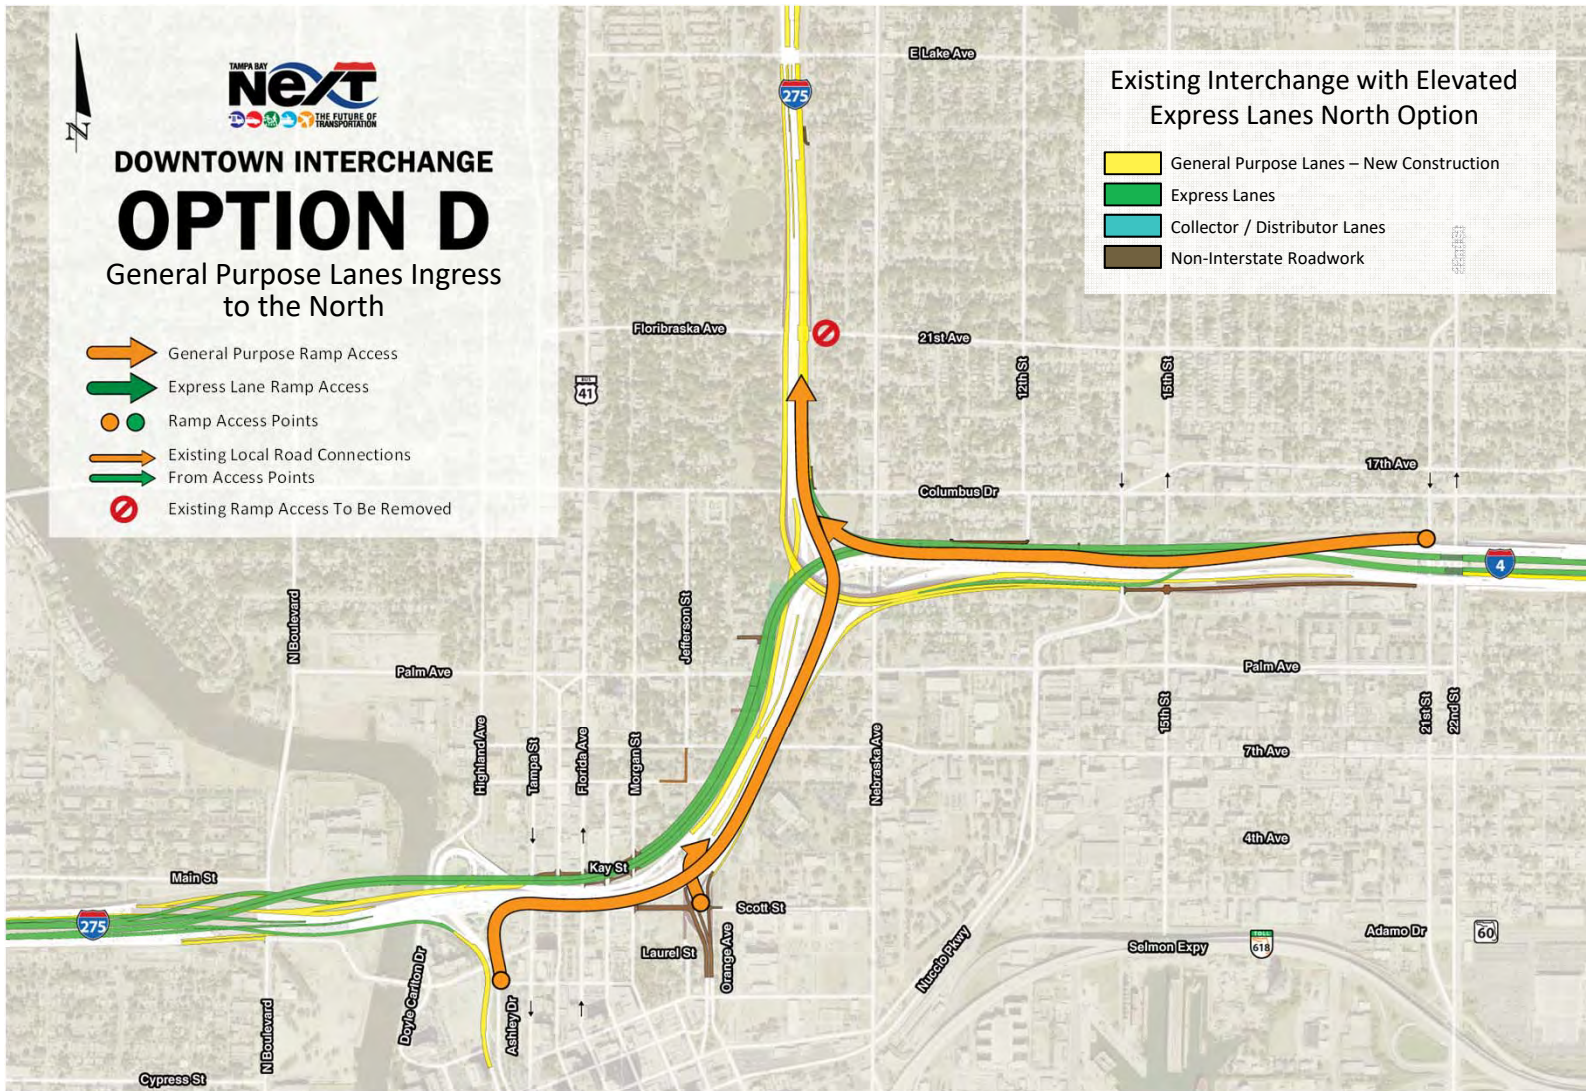 N
TAMPA BAY
NeXT
THE FUTURE OF
TRANSPORTATION
DOWNTOWN INTERCHANGE
OPTION D
General Purpose Lanes Ingress
to the North
General Purpose Ramp Access
Express Lane Ramp Access
Ramp Access Points
Existing Local Road Connections
From Access Points
Existing Ramp Access To Be Removed
Existing Interchange with Elevated
Express Lanes North Option
General Purpose Lanes – New Construction
Express Lanes
Collector / Distributor Lanes
Non-Interstate Roadwork
E Lake Ave
275
Floribraska Ave
21st Ave
12th St
15th St
41
17th Ave
Columbus Dr
4
N Boulevard
Jefferson St
Palm Ave
Palm Ave
Highland Ave
Tampa St
Florida Ave
Morgan St
Nebraska Ave
15th St
21st St
22nd St
7th Ave
4th Ave
Main St
Kay St
275
Scott St
Laurel St
Orange Ave
Nuccio Pkwy
Selmon Expy
TOLL
618
Adamo Dr
60
Doyle Carlton Dr
Ashley Dr
N Boulevard
Cypress St